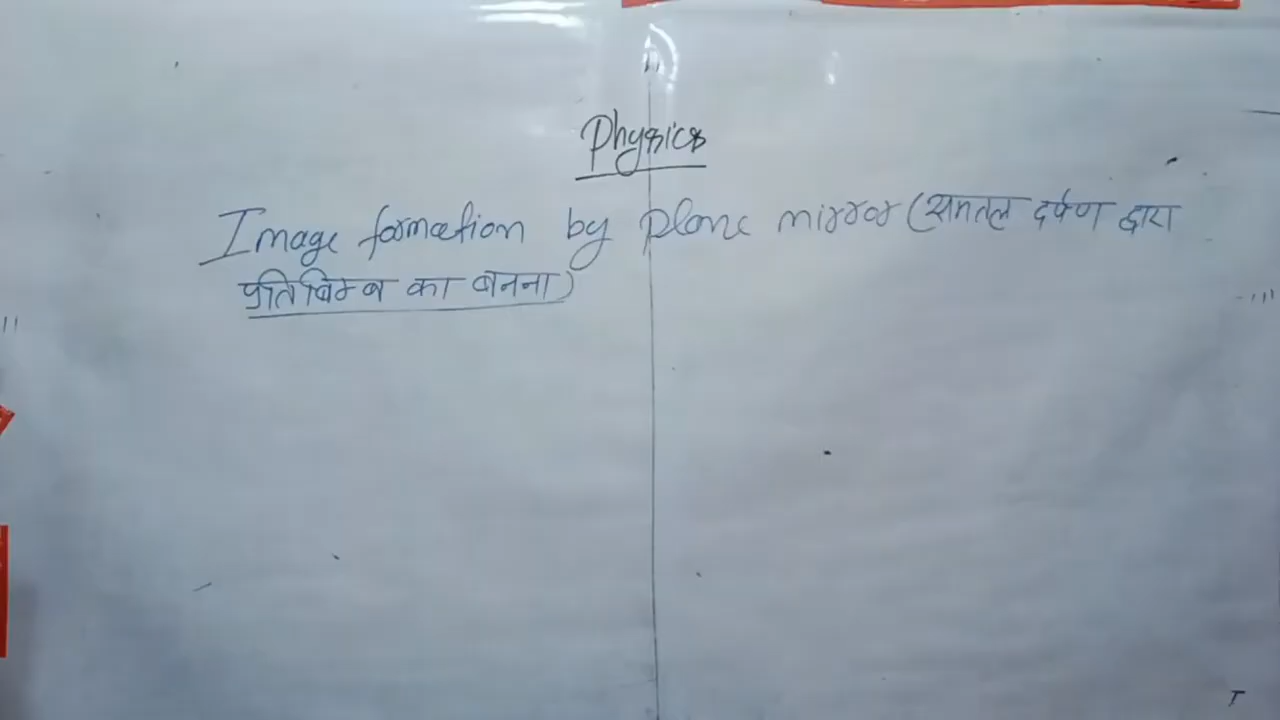 Physics
Image formation by plane mirror (समतल दर्पण द्वारा
प्रतिबिम्ब का बनना)